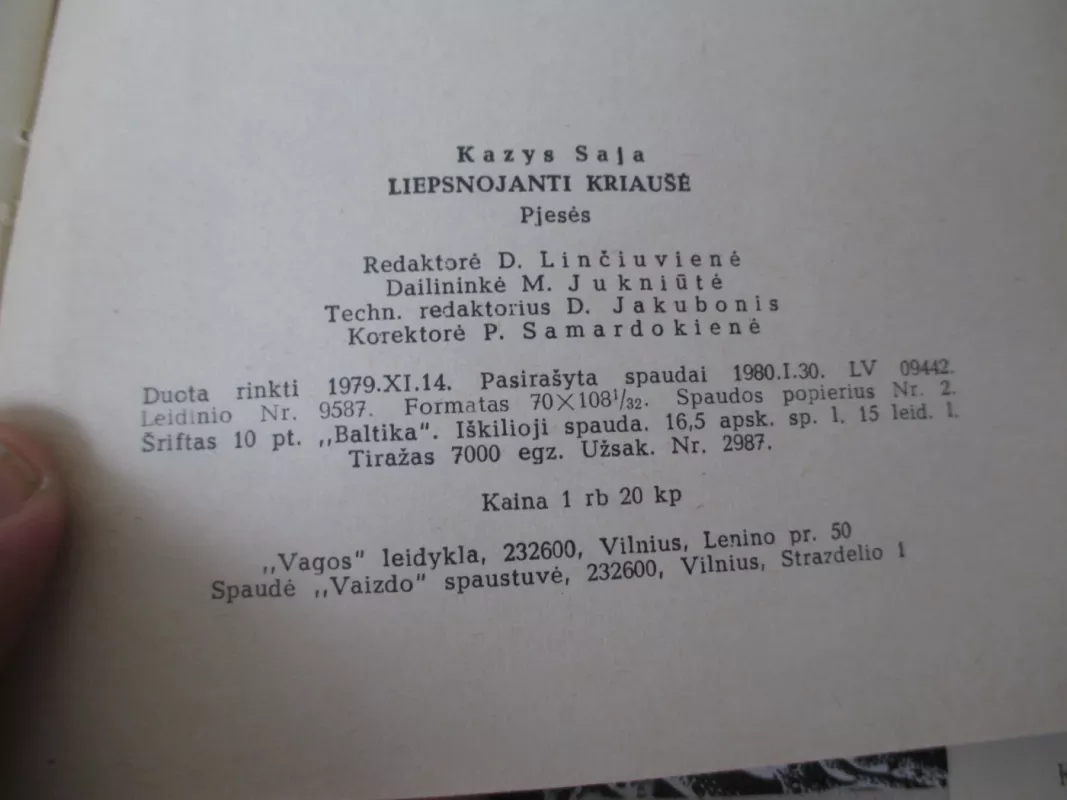 Kazys Saja
LIEPSNOJANTI KRIAUŠĖ
Pjesės
Redaktorė D. Linčiuvienė
Dailininkė M. Jukniūtė
Techn. redaktorius D. Jakubonis
Korektorė P. Samardokienė
Duota rinkti 1979.XI.14. Pasirašyta spaudai 1980.I.30. LV 09442.
Leidinio Nr. 9587. Formatas 70×108¹/₃₂. Spaudos popierius Nr. 2.
Šriftas 10 pt. „Baltika". Iškilioji spauda. 16,5 apsk. sp. l. 15 leid. l.
Tiražas 7000 egz. Užsak. Nr. 2987.
Kaina 1 rb 20 kp
„Vagos" leidykla, 232600, Vilnius, Lenino pr. 50
Spaudė „Vaizdo" spaustuvė, 232600, Vilnius, Strazdelio 1